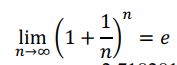 lim n→∞ (1 + 1/n)^n = e